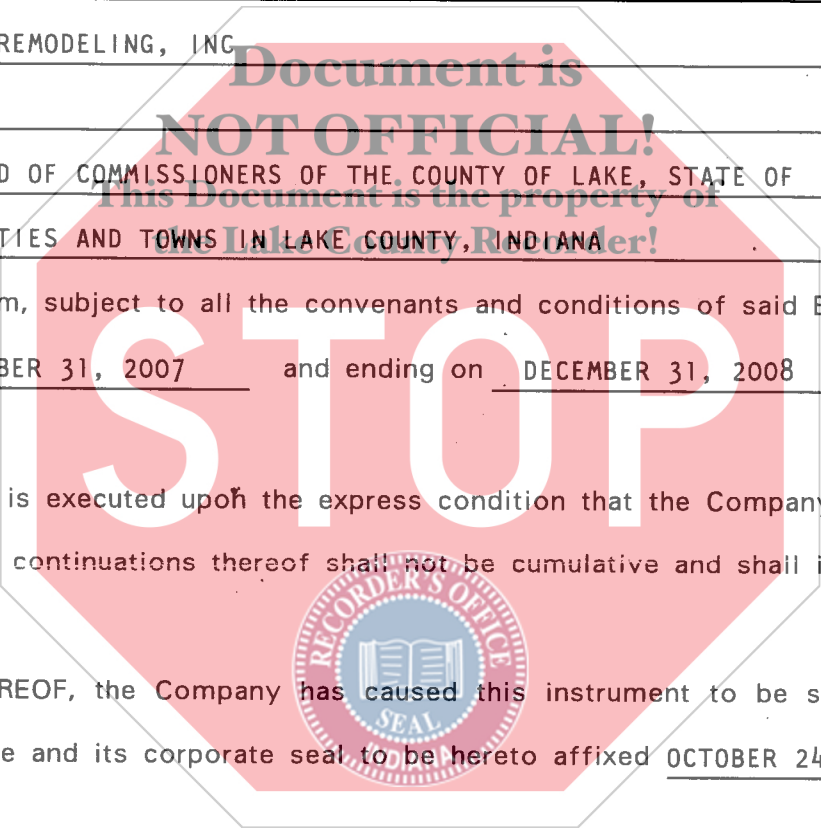 REMODELING, INC
Document is
NOT OFFICIAL!
D OF COMMISSIONERS OF THE COUNTY OF LAKE, STATE OF
This Document is the property of
TIES AND TOWNS IN LAKE COUNTY, INDIANA
the Lake County Recorder!
m, subject to all the convenants and conditions of said B
BER 31, 2007 and ending on DECEMBER 31, 2008
STOP
is executed upon the express condition that the Company
continuations thereof shall not be cumulative and shall i
RECORDER'S OFFICE
REOF, the Company has caused this instrument to be s
SEAL
e and its corporate seal to be hereto affixed OCTOBER 24
INDIANA